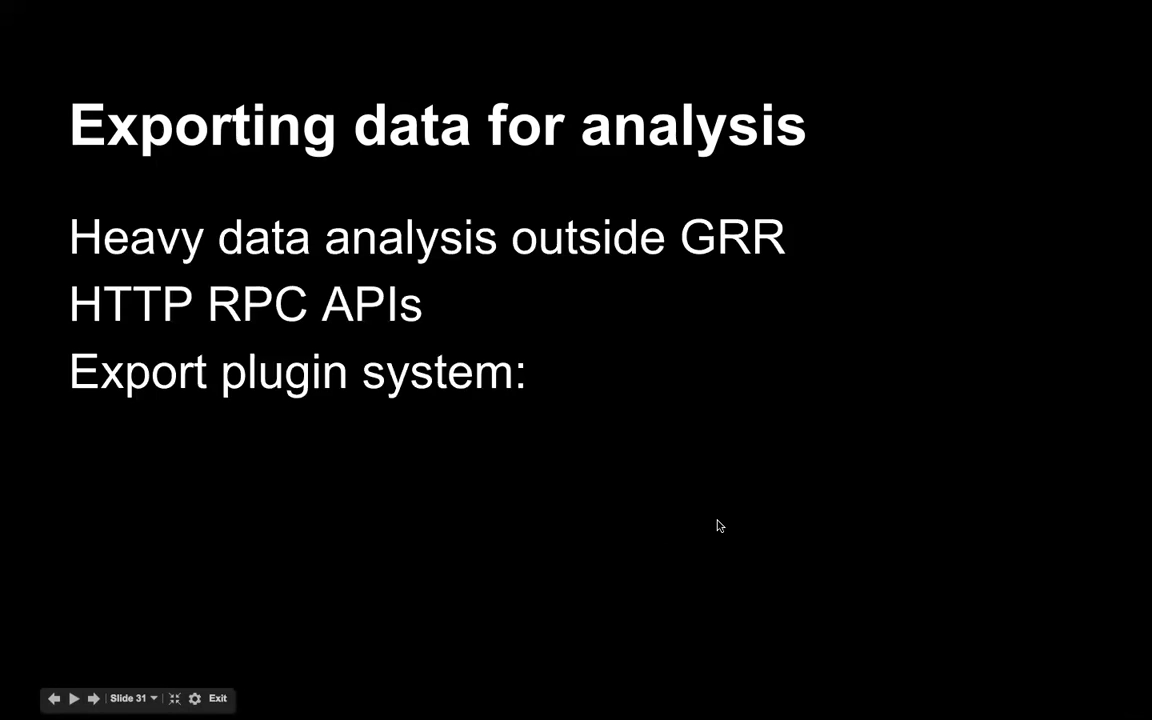 Exporting data for analysis
Heavy data analysis outside GRR
HTTP RPC APIs
Export plugin system:
Slide 31
Exit